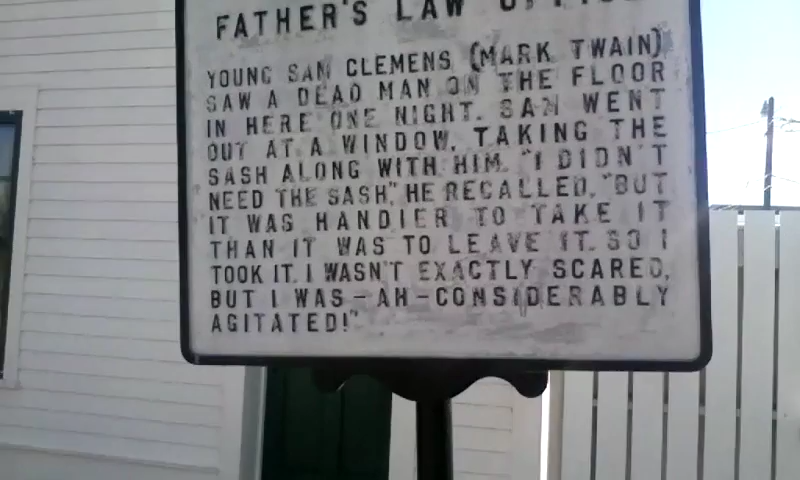 FATHER'S LAW
YOUNG SAM CLEMENS (MARK TWAIN)
SAW A DEAD MAN ON THE FLOOR
IN HERE ONE NIGHT. SAM WENT
OUT AT A WINDOW, TAKING THE
SASH ALONG WITH HIM. "I DIDN'T
NEED THE SASH," HE RECALLED, "BUT
IT WAS HANDIER TO TAKE IT
THAN IT WAS TO LEAVE IT. SO I
TOOK IT. I WASN'T EXACTLY SCARED,
BUT I WAS-AH-CONSIDERABLY
AGITATED!"